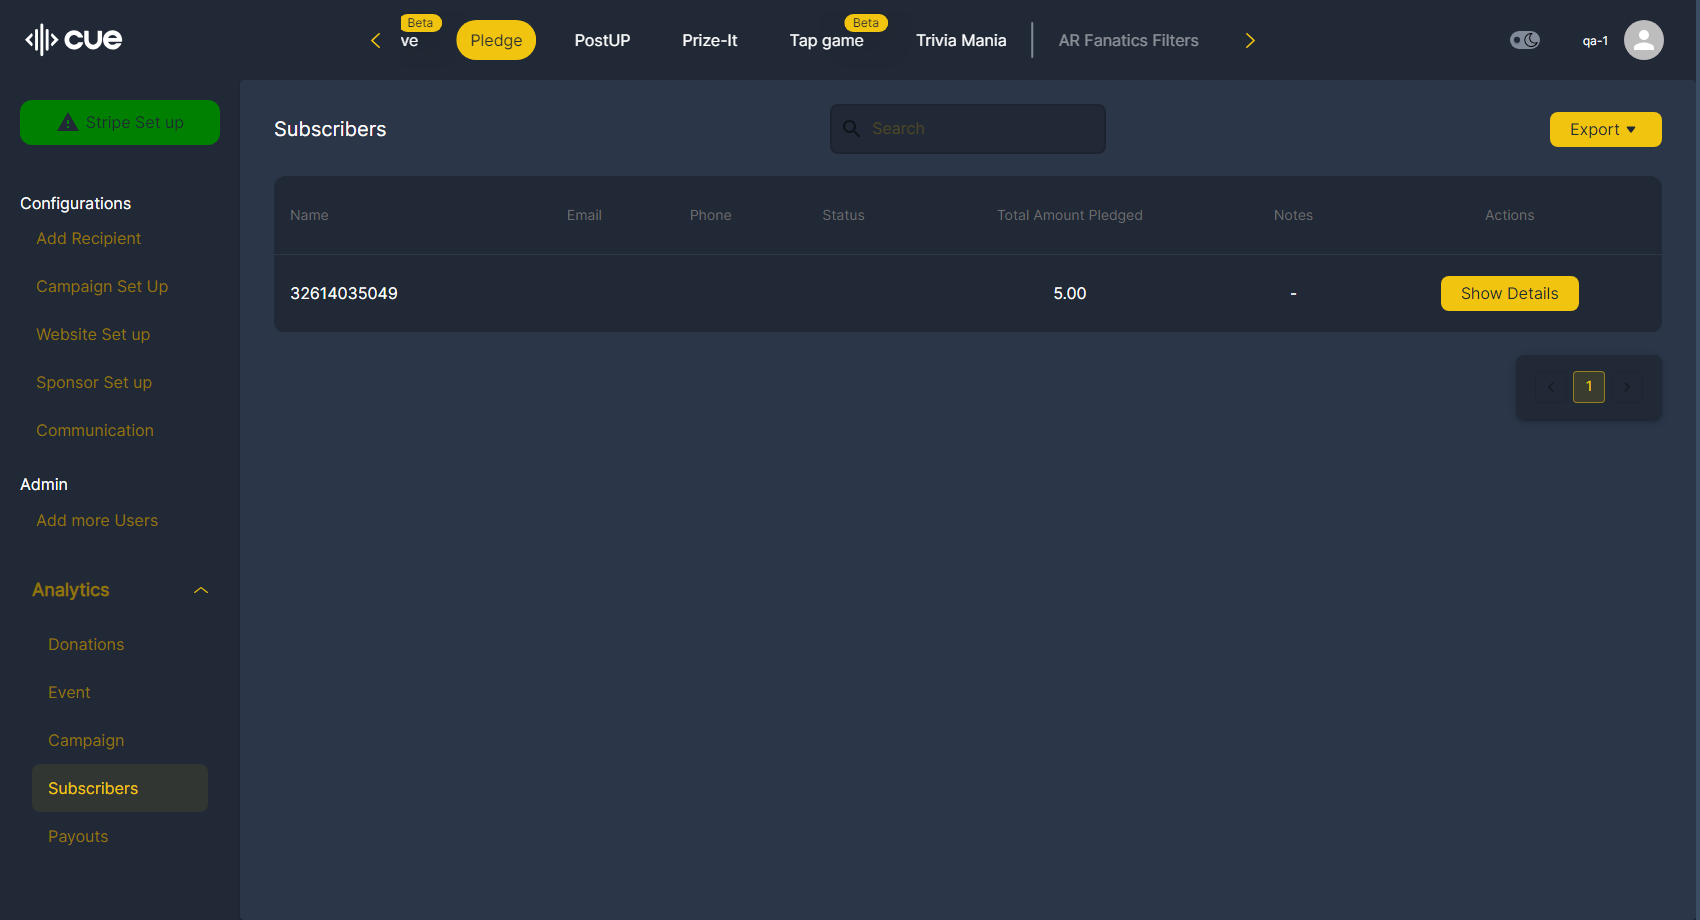 cue
Beta
ve
Pledge
PostUP
Prize-It
Tap game
Beta
Trivia Mania
AR Fanatics Filters
qa-1
Stripe Set up
Configurations
Add Recipient
Campaign Set Up
Website Set up
Sponsor Set up
Communication
Admin
Add more Users
Analytics
Donations
Event
Campaign
Subscribers
Payouts
Subscribers
Search
Export
Name Email Phone Status Total Amount Pledged Notes Actions
32614035049 5.00 - Show Details
1